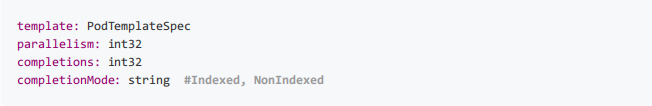 template: PodTemplateSpec
parallelism: int32
completions: int32
completionMode: string  #Indexed, NonIndexed